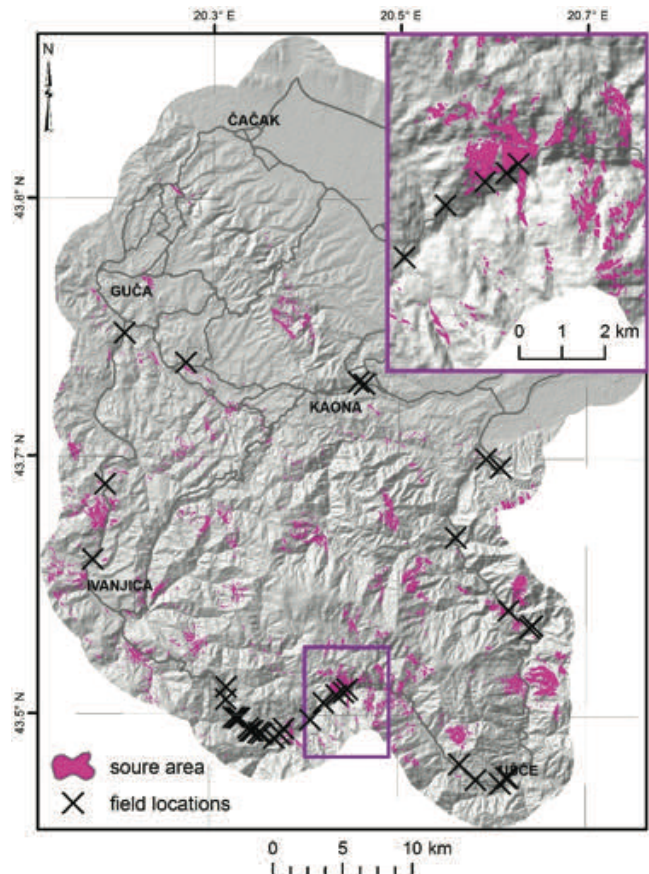 20.3° E 20.5° E 20.7° E
N
ČAČAK
43.8° N
GUČA
0 1 2 km
KAONA
43.7° N
IVANJICA
43.5° N
soure area
UŠĆE
field locations
0 5 10 km